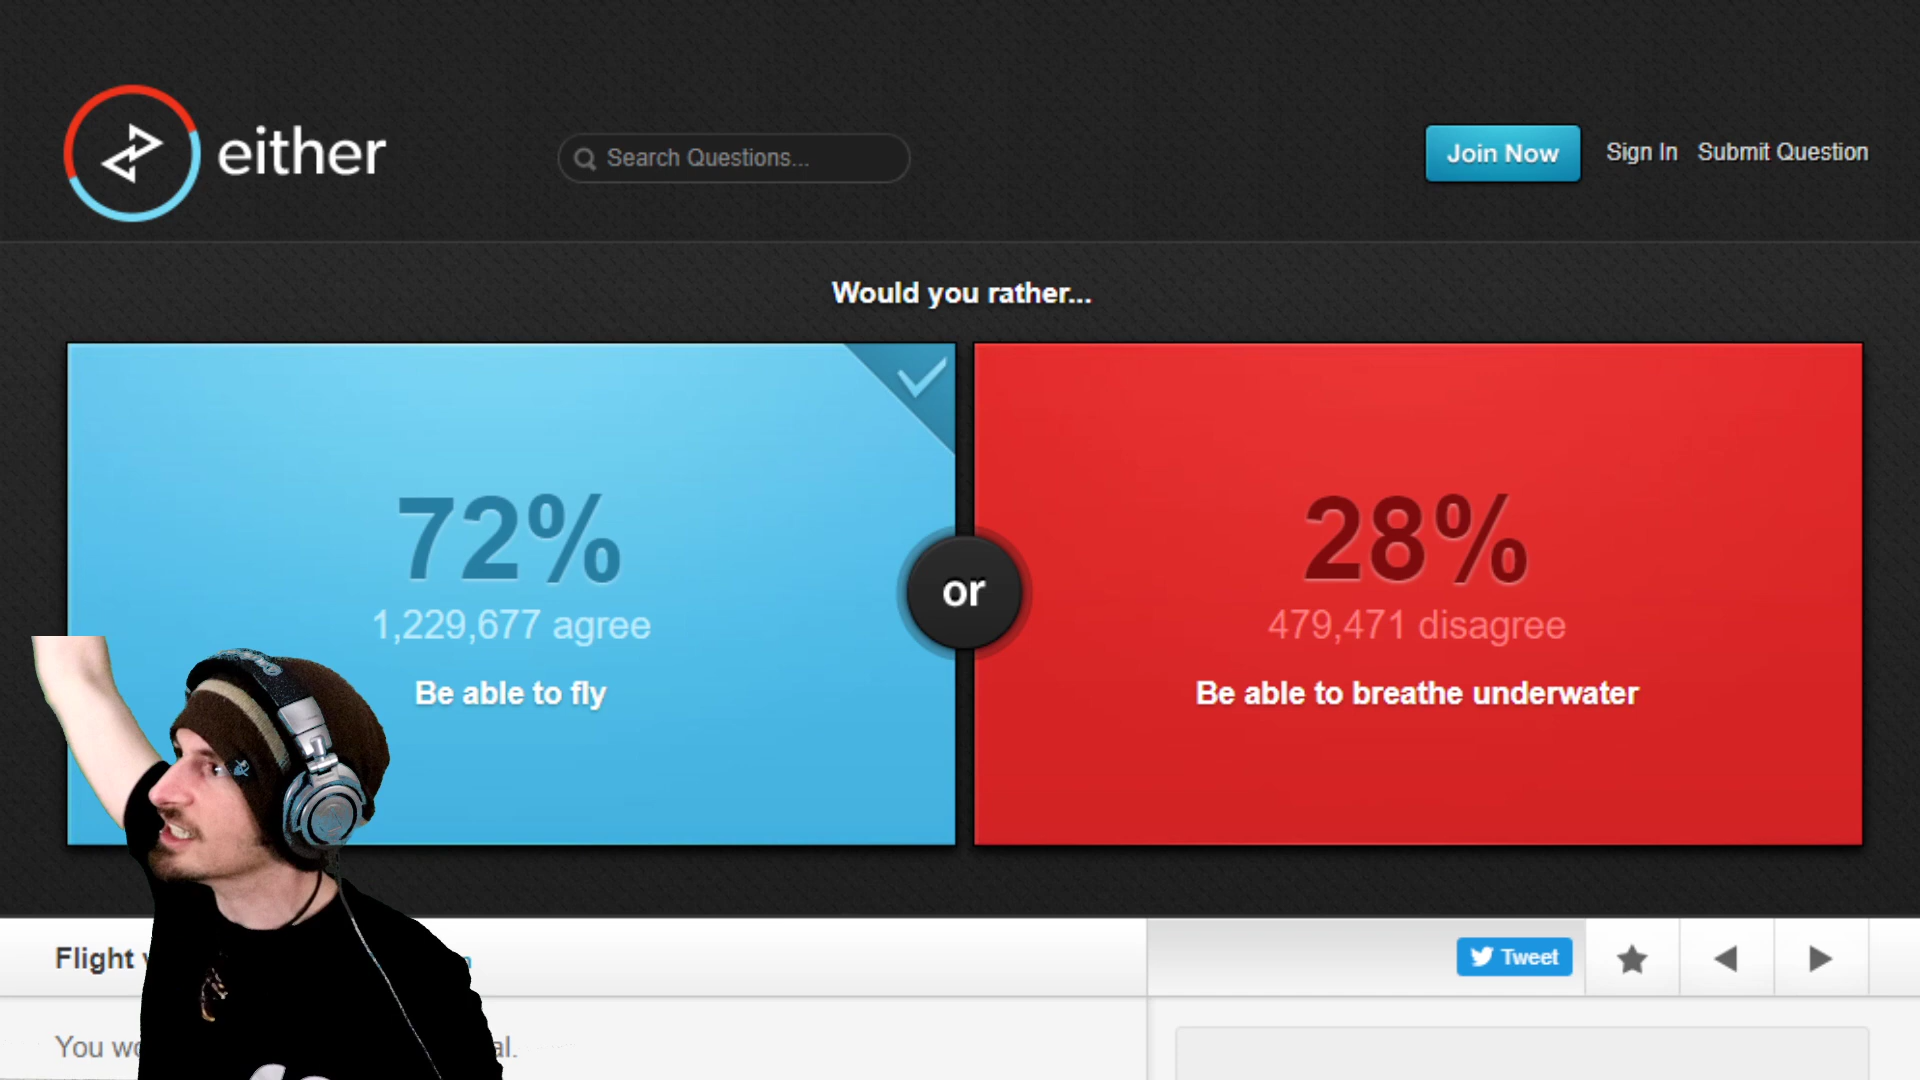 either
Search Questions...
Join Now
Sign In
Submit Question
Would you rather...
72%
1,229,677 agree
Be able to fly
or
28%
479,471 disagree
Be able to breathe underwater
Flight
Tweet
You